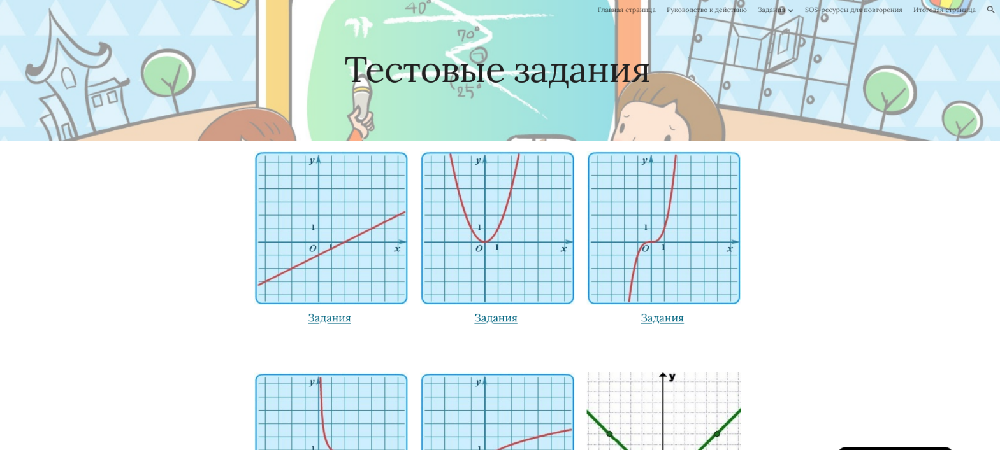 Главная страница Руководство к действию Задания SOS-ресурсы для повторения Итоговая страница
40°
70°
25°
Тестовые задания
y
1
O 1 x
y
1
O 1 x
y
1
O 1 x
Задания Задания Задания
y
1
y
1
y